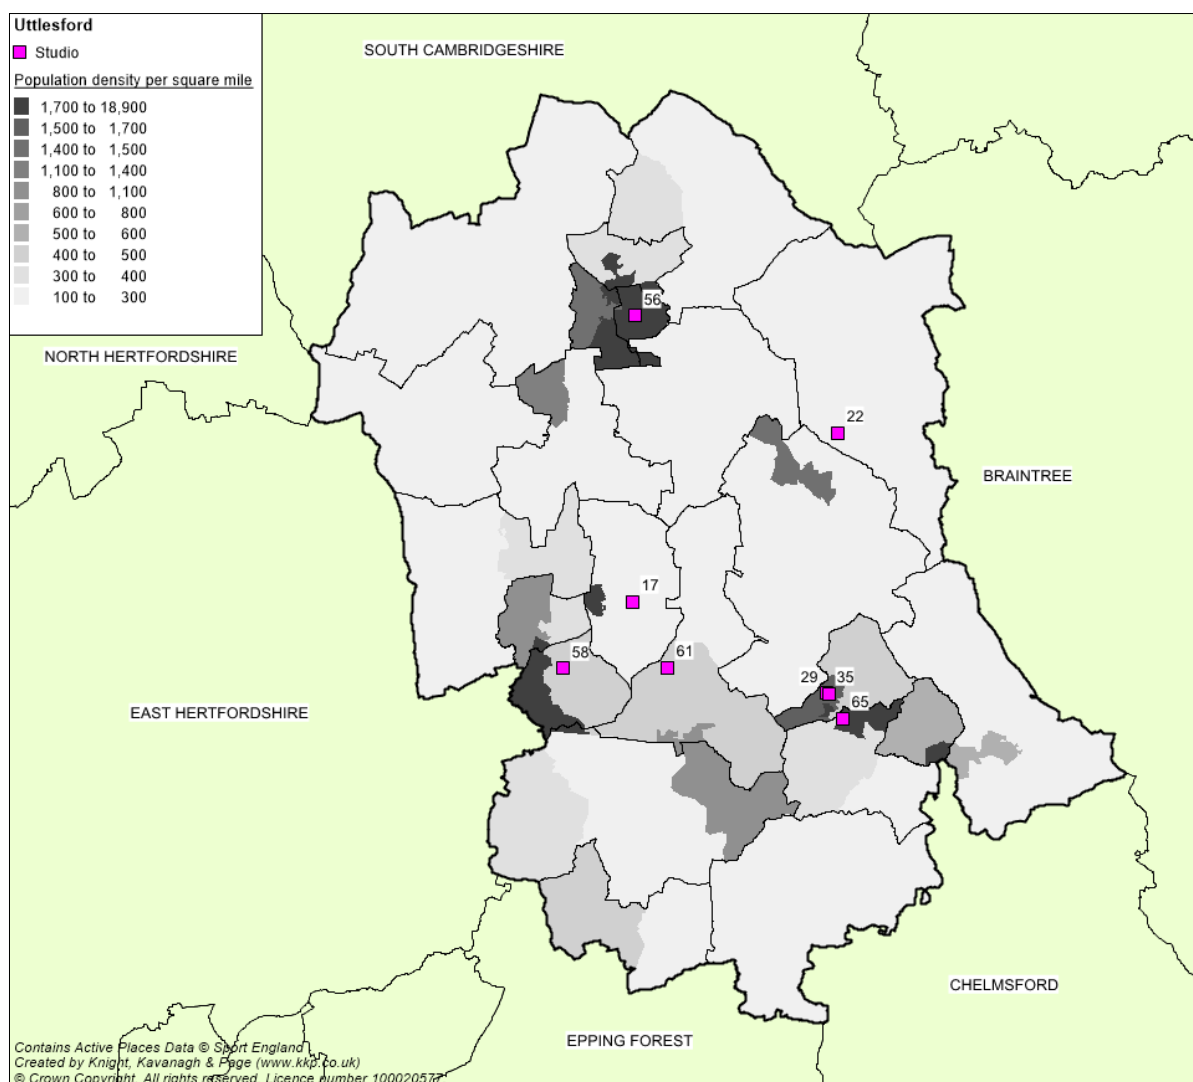 Uttlesford
Studio
Population density per square mile
1,700 to 18,900
1,500 to 1,700
1,400 to 1,500
1,100 to 1,400
800 to 1,100
600 to 800
500 to 600
400 to 500
300 to 400
100 to 300
SOUTH CAMBRIDGESHIRE
56
NORTH HERTFORDSHIRE
22
BRAINTREE
17
58
61
29 35
65
EAST HERTFORDSHIRE
CHELMSFORD
EPPING FOREST
Contains Active Places Data © Sport England
Created by Knight, Kavanagh & Page (www.kkp.co.uk)
© Crown Copyright. All rights reserved. Licence number 100020577